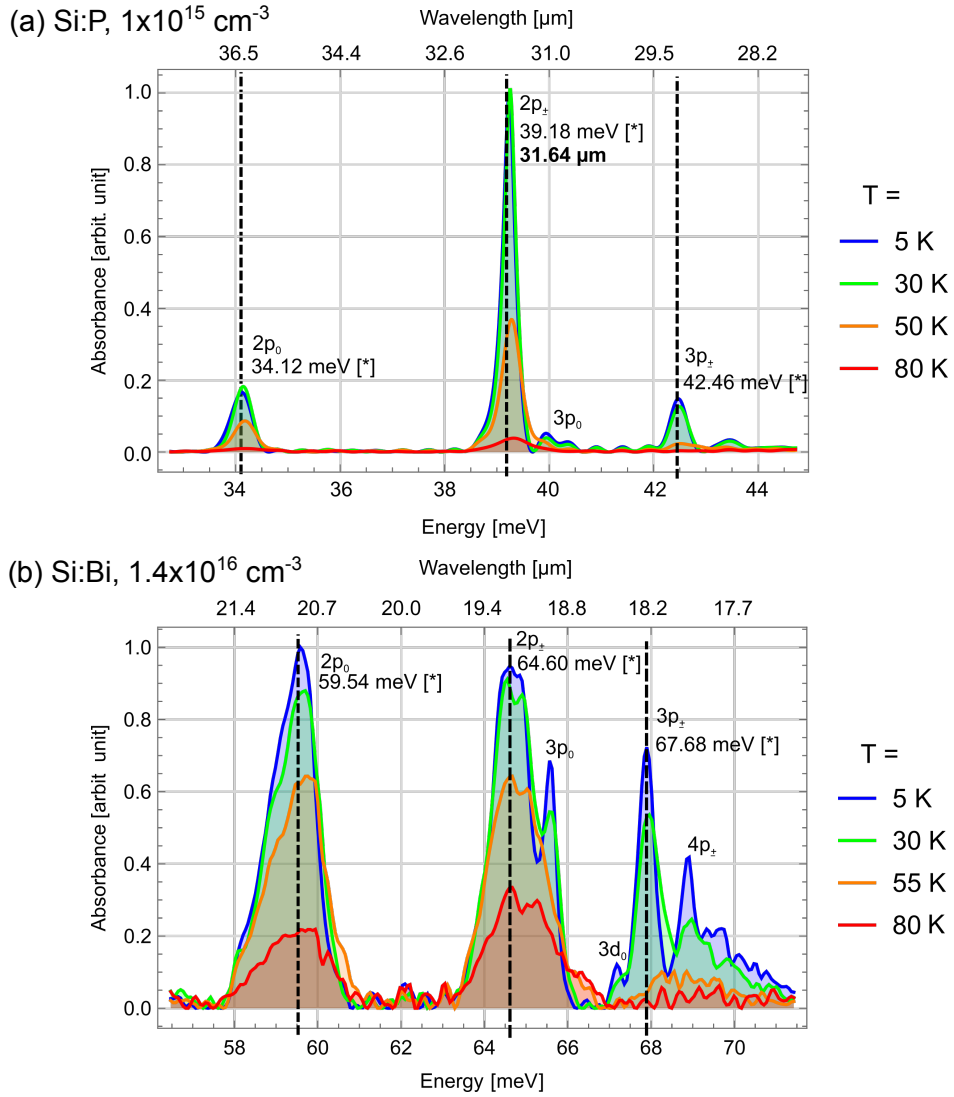 (a) Si:P, 1x10¹⁵ cm⁻³
Wavelength [µm]
36.5 34.4 32.6 31.0 29.5 28.2
Absorbance [arbit. unit]
1.0
0.8
0.6
0.4
0.2
0.0
2p±
39.18 meV [*]
31.64 µm
2p₀
34.12 meV [*]
3p₀
3p±
42.46 meV [*]
34 36 38 40 42 44
Energy [meV]
T =
5 K
30 K
50 K
80 K
(b) Si:Bi, 1.4x10¹⁶ cm⁻³
Wavelength [µm]
21.4 20.7 20.0 19.4 18.8 18.2 17.7
Absorbance [arbit unit]
1.0
0.8
0.6
0.4
0.2
0.0
2p₀
59.54 meV [*]
2p±
64.60 meV [*]
3p₀
3p±
67.68 meV [*]
4p±
3d₀
58 60 62 64 66 68 70
Energy [meV]
T =
5 K
30 K
55 K
80 K